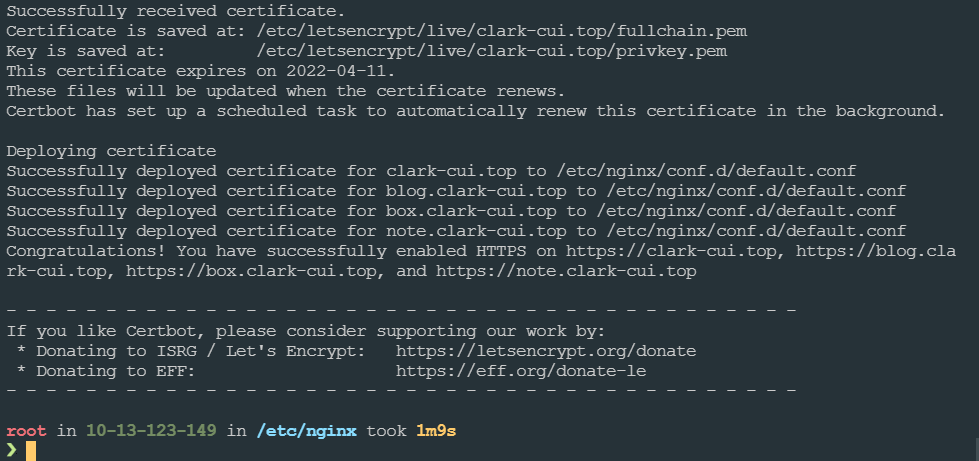 Successfully received certificate.
Certificate is saved at: /etc/letsencrypt/live/clark-cui.top/fullchain.pem
Key is saved at:         /etc/letsencrypt/live/clark-cui.top/privkey.pem
This certificate expires on 2022-04-11.
These files will be updated when the certificate renews.
Certbot has set up a scheduled task to automatically renew this certificate in the background.

Deploying certificate
Successfully deployed certificate for clark-cui.top to /etc/nginx/conf.d/default.conf
Successfully deployed certificate for blog.clark-cui.top to /etc/nginx/conf.d/default.conf
Successfully deployed certificate for box.clark-cui.top to /etc/nginx/conf.d/default.conf
Successfully deployed certificate for note.clark-cui.top to /etc/nginx/conf.d/default.conf
Congratulations! You have successfully enabled HTTPS on https://clark-cui.top, https://blog.cla
rk-cui.top, https://box.clark-cui.top, and https://note.clark-cui.top

- - - - - - - - - - - - - - - - - - - - - - - - - - - - - - - - - - - - - - - -
If you like Certbot, please consider supporting our work by:
 * Donating to ISRG / Let's Encrypt:   https://letsencrypt.org/donate
 * Donating to EFF:                    https://eff.org/donate-le
- - - - - - - - - - - - - - - - - - - - - - - - - - - - - - - - - - - - - - - -

root in 10-13-123-149 in /etc/nginx took 1m9s
❯